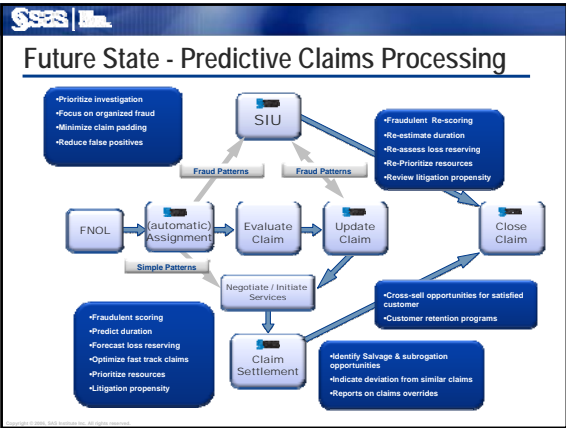 Future State - Predictive Claims Processing
•Prioritize investigation
•Focus on organized fraud
•Minimize claim padding
•Reduce false positives
SIU
•Fraudulent Re-scoring
•Re-estimate duration
•Re-assess loss reserving
•Re-Prioritize resources
•Review litigation propensity
Fraud Patterns
Fraud Patterns
FNOL
(automatic)
Assignment
Evaluate
Claim
Update
Claim
Close
Claim
Simple Patterns
Negotiate / Initiate
Services
•Fraudulent scoring
•Predict duration
•Forecast loss reserving
•Optimize fast track claims
•Prioritize resources
•Litigation propensity
Claim
Settlement
•Cross-sell opportunities for satisfied
customer
•Customer retention programs
•Identify Salvage & subrogation
opportunities
•Indicate deviation from similar claims
•Reports on claims overrides
Copyright © 2006, SAS Institute Inc. All rights reserved.